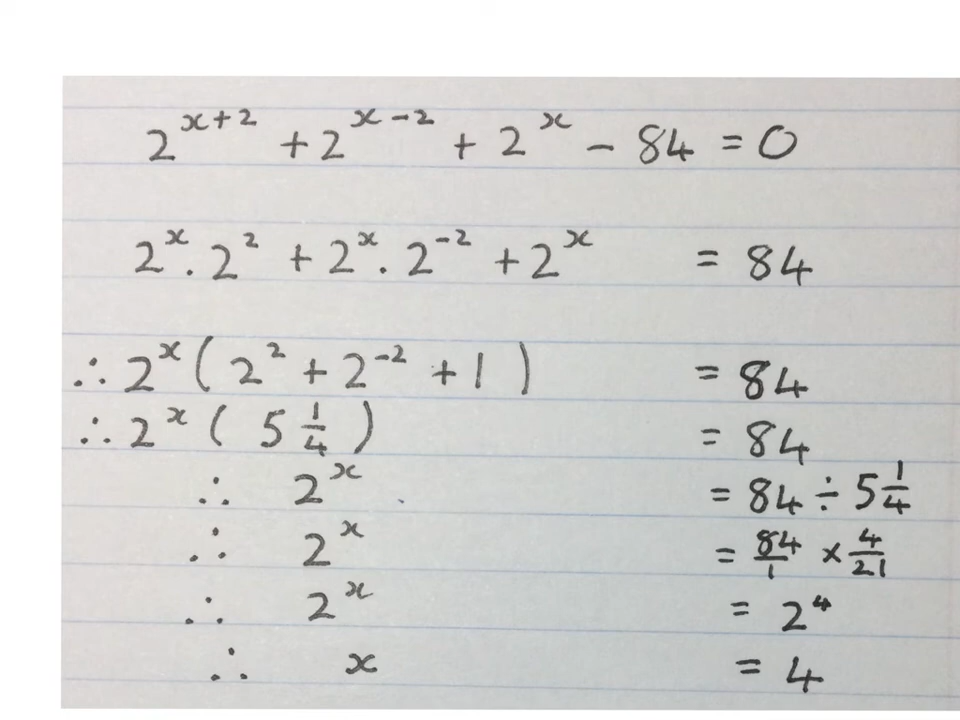 2^{x+2} + 2^{x-2} + 2^x - 84 = 0
2^x . 2^2 + 2^x . 2^{-2} + 2^x = 84
∴ 2^x ( 2^2 + 2^{-2} + 1 ) = 84
∴ 2^x ( 5 1/4 ) = 84
∴ 2^x = 84 ÷ 5 1/4
∴ 2^x = 84/1 × 4/21
∴ 2^x = 2^4
∴ x = 4